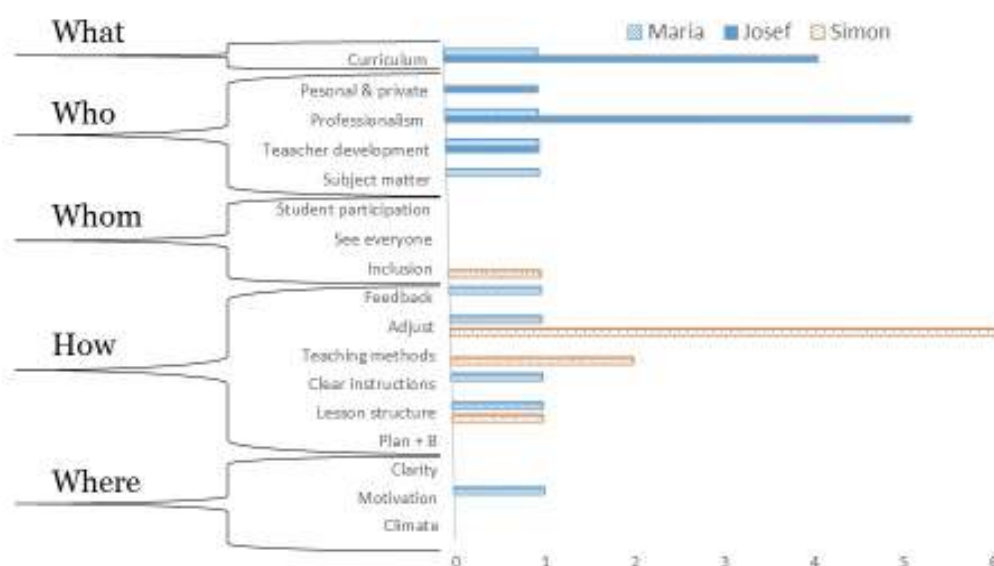 What
Maria Josef Simon
Curriculum
Who
Pesonal & private
Professionalism
Teaacher development
Subject matter
Whom
Student participation
See everyone
Inclusion
How
Feedback
Adjust
Teaching methods
Clear instructions
Lesson structure
Plan + B
Where
Clarity
Motivation
Climate
0 1 2 3 4 5 6